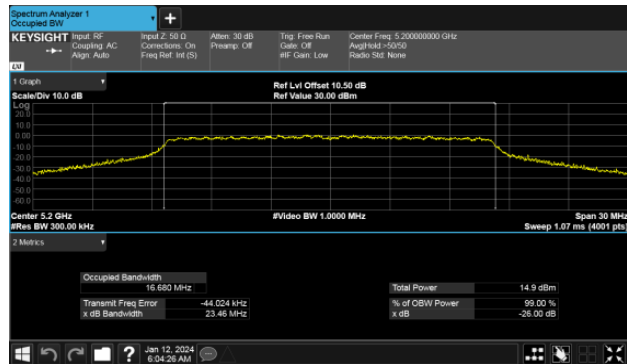 Spectrum Analyzer 1
Occupied BW
KEYSIGHT Input: RF Input Z: 50 Ω Atten: 30 dB Trig: Free Run Center Freq: 5.200000000 GHz
Coupling: AC Corrections: On Preamp: Off Gate: Off Avg|Hold:>50/50
Align: Auto Freq Ref: Int (S) #IF Gain: Low Radio Std: None
LXI
1 Graph
Ref Lvl Offset 10.50 dB
Scale/Div 10.0 dB Ref Value 30.00 dBm
Log
20.0
10.0
0.00
-10.0
-20.0
-30.0
-40.0
-50.0
-60.0
Center 5.2 GHz #Video BW 1.0000 MHz Span 30 MHz
#Res BW 300.00 kHz Sweep 1.07 ms (4001 pts)
2 Metrics
Occupied Bandwidth
16.680 MHz Total Power 14.9 dBm
Transmit Freq Error -44.024 kHz % of OBW Power 99.00 %
x dB Bandwidth 23.46 MHz x dB -26.00 dB
? Jan 12, 2024
6:04:26 AM